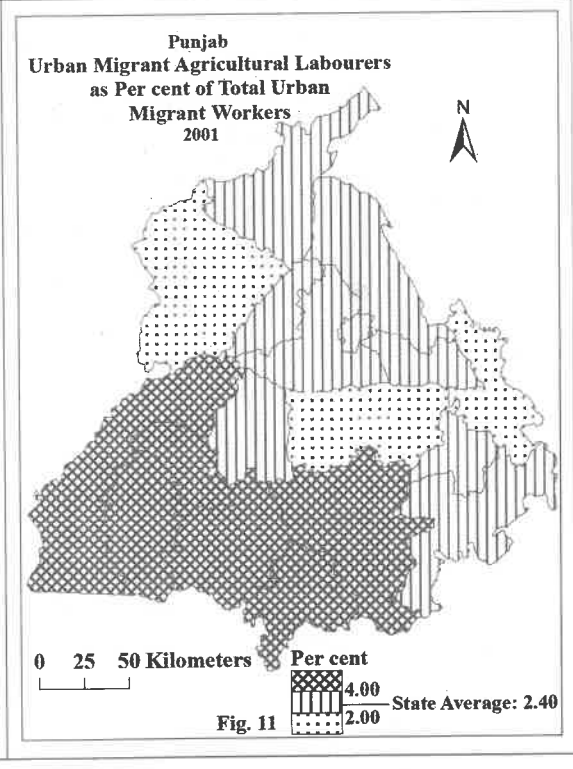 Punjab
Urban Migrant Agricultural Labourers
as Per cent of Total Urban
Migrant Workers
2001
N
0 25 50 Kilometers
Per cent
4.00
State Average: 2.40
2.00
Fig. 11